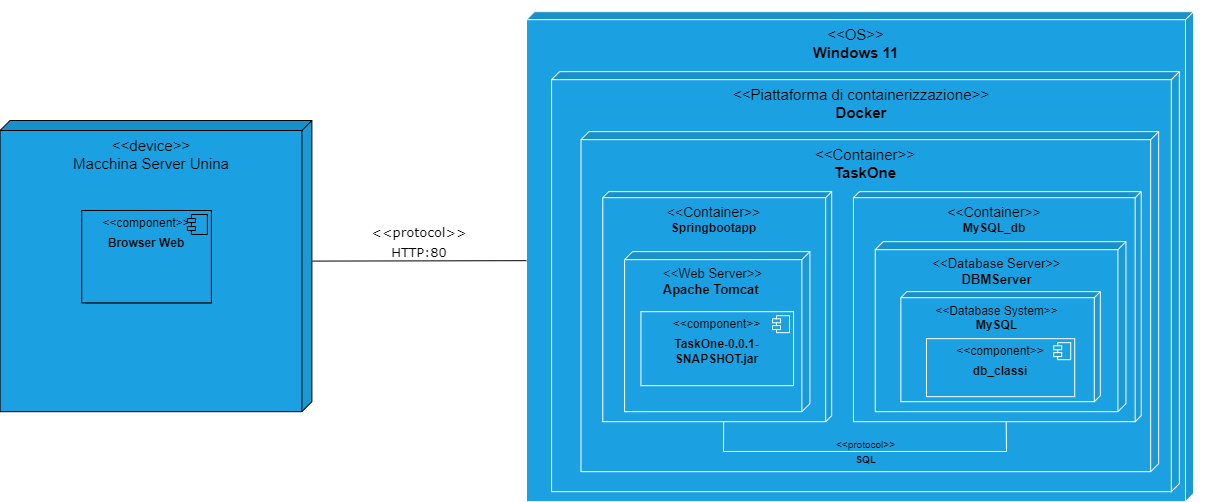 <<OS>>
Windows 11
<<Piattaforma di containerizzazione>>
Docker
<<device>>
Macchina Server Unina
<<component>>
Browser Web
<<protocol>>
HTTP:80
<<Container>>
TaskOne
<<Container>>
Springbootapp
<<Web Server>>
Apache Tomcat
<<component>>
TaskOne-0.0.1-
SNAPSHOT.jar
<<Container>>
MySQL_db
<<Database Server>>
DBMServer
<<Database System>>
MySQL
<<component>>
db_classi
<<protocol>>
SQL